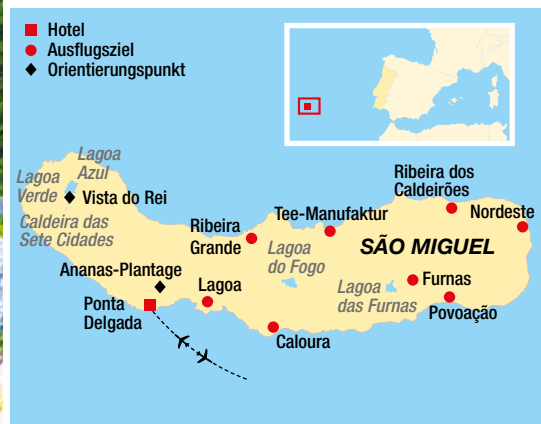 Hotel
Ausflugsziel
Orientierungspunkt
Lagoa
Azul
Lagoa
Verde
Vista do Rei
Caldeira das
Sete Cidades
Ribeira
Grande
Tee-Manufaktur
Ribeira dos
Caldeirões
Nordeste
SÃO MIGUEL
Lagoa
do Fogo
Ananas-Plantage
Lagoa
Lagoa
das Furnas
Furnas
Povoação
Ponta
Delgada
Caloura